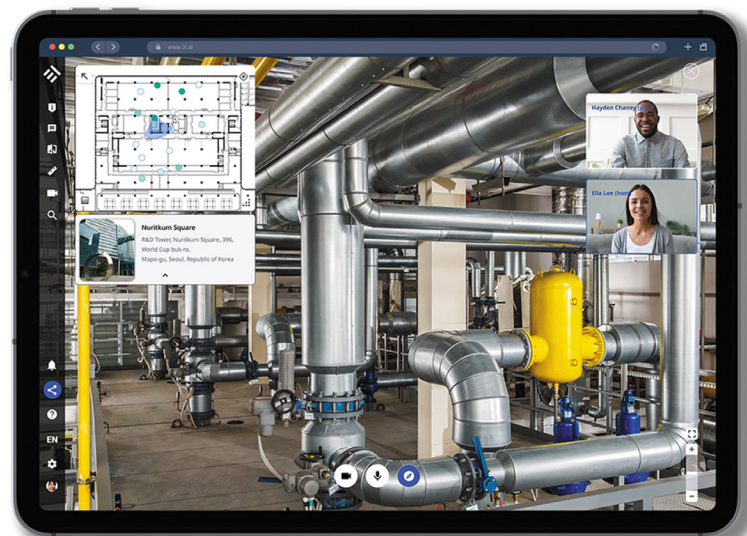 www.3i.ai
Hayden Chaney
Ella Lee (host)
Nuritkum Square
R&D Tower, Nuritkum Square, 396,
World Cup buk-ro,
Mapo-gu, Seoul, Republic of Korea
EN